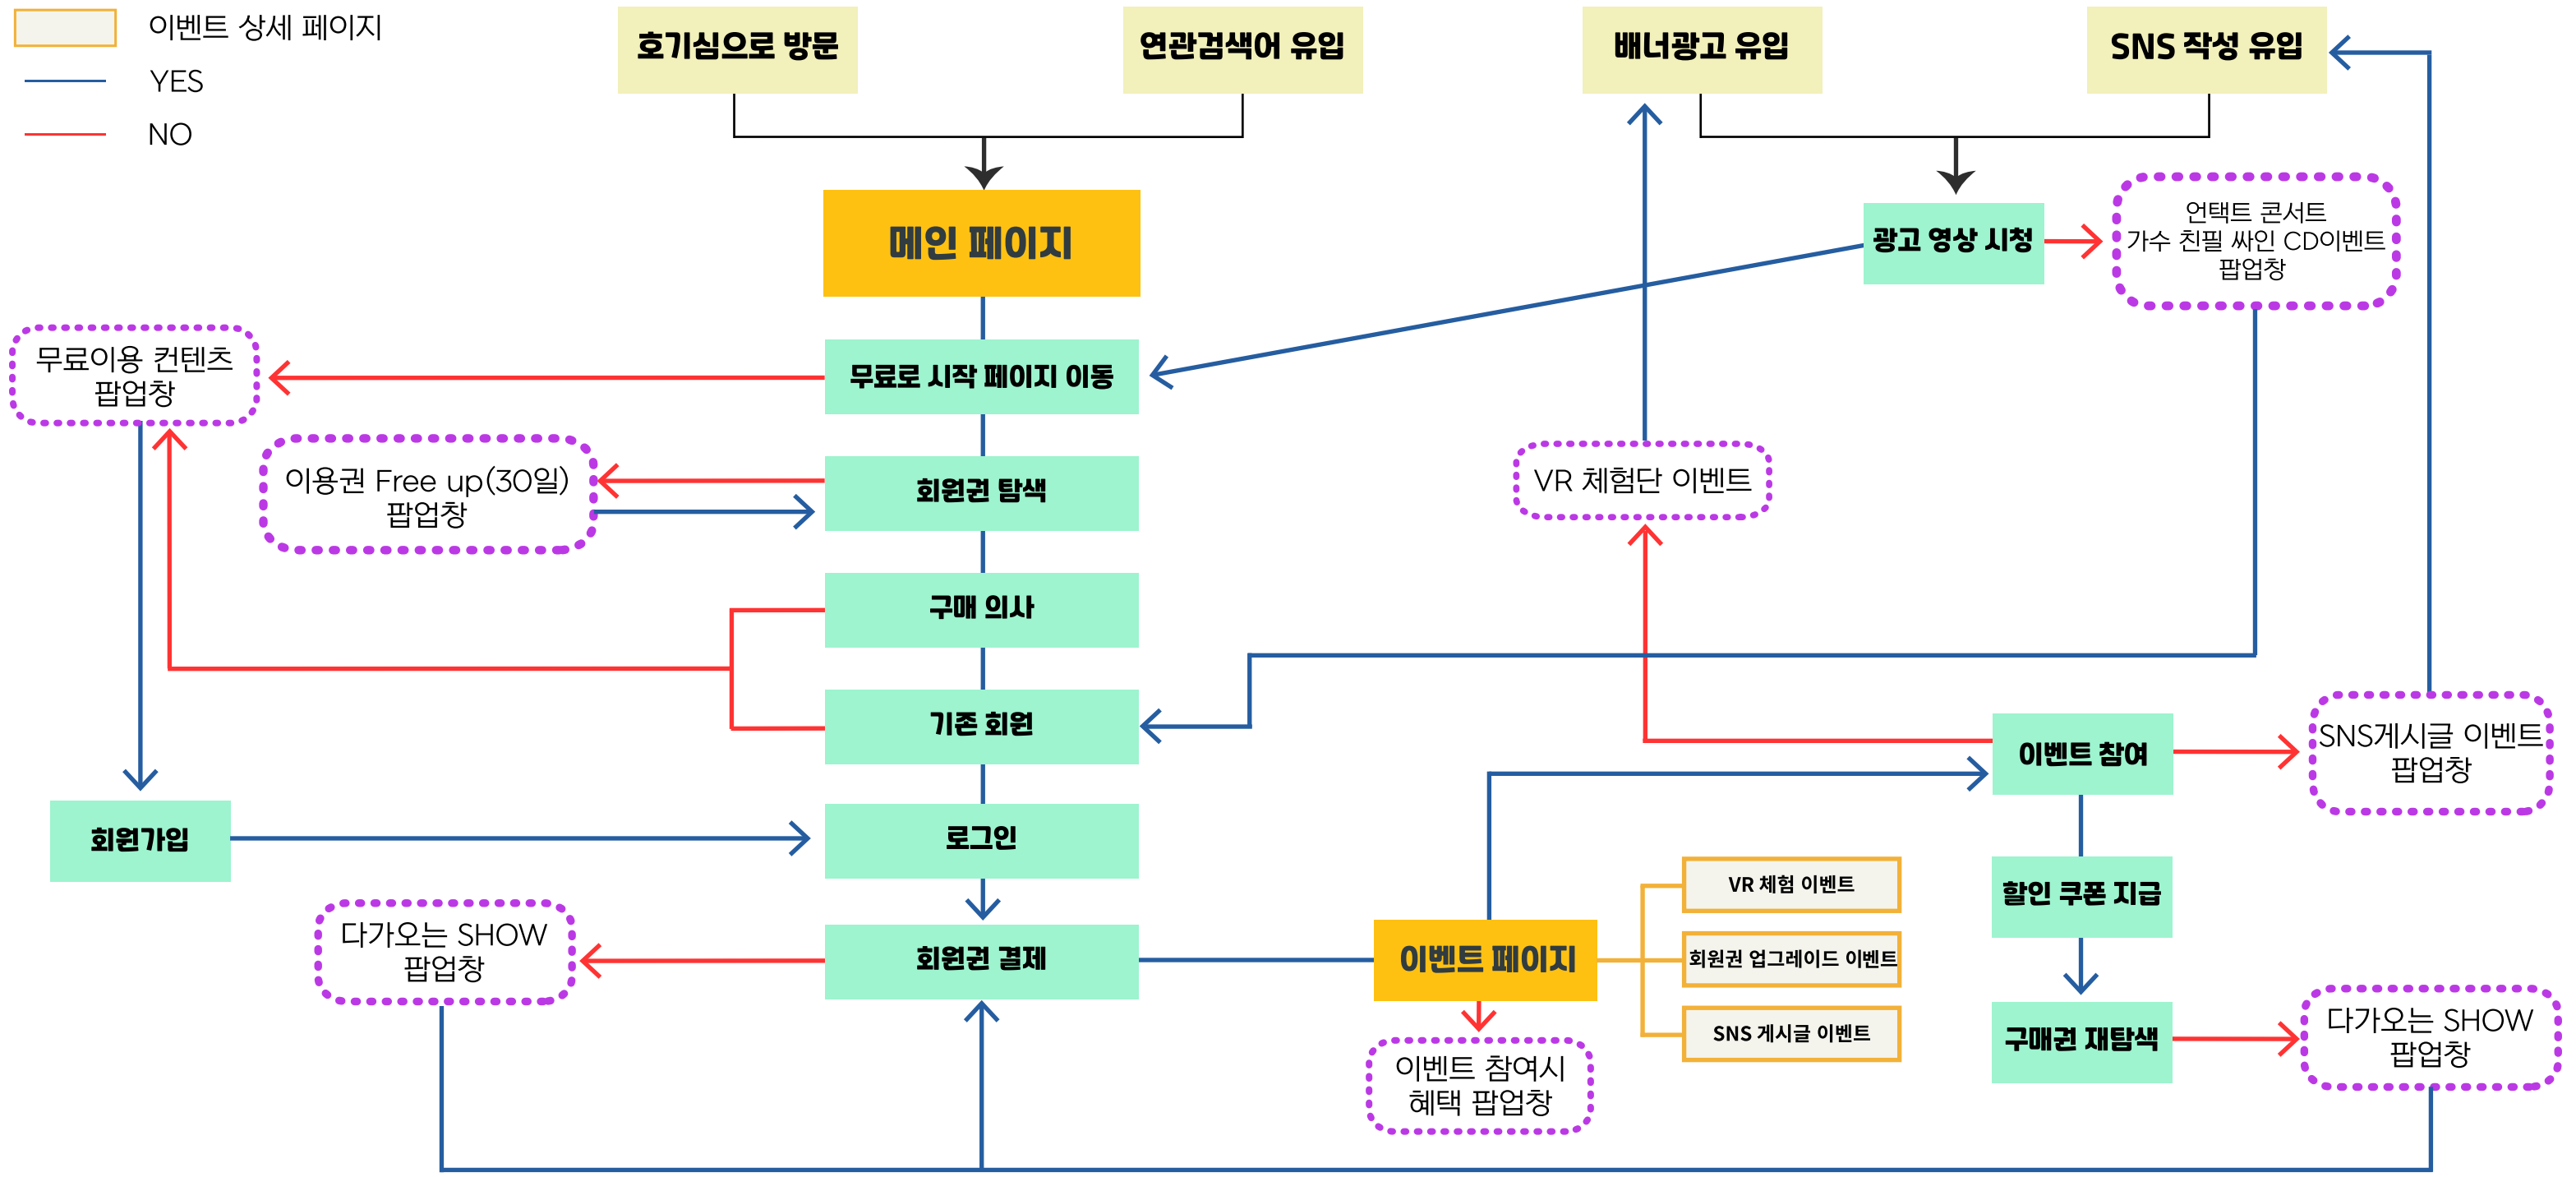 이벤트 상세 페이지
YES
NO
호기심으로 방문
연관검색어 유입
배너광고 유입
SNS 작성 유입
메인 페이지
광고 영상 시청
언택트 콘서트
가수 친필 싸인 CD이벤트
팝업창
무료이용 컨텐츠
팝업창
무료로 시작 페이지 이동
이용권 Free up(30일)
팝업창
회원권 탐색
VR 체험단 이벤트
구매 의사
기존 회원
이벤트 참여
SNS게시글 이벤트
팝업창
회원가입
로그인
할인 쿠폰 지급
VR 체험 이벤트
다가오는 SHOW
팝업창
회원권 결제
이벤트 페이지
회원권 업그레이드 이벤트
SNS 게시글 이벤트
구매권 재탐색
다가오는 SHOW
팝업창
이벤트 참여시
혜택 팝업창